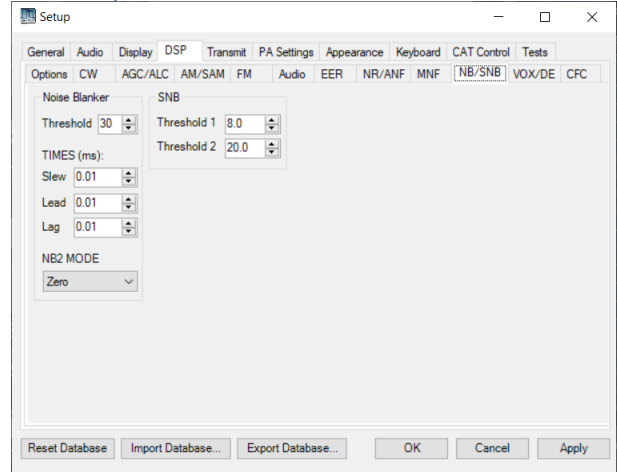 Setup
General Audio Display DSP Transmit PA Settings Appearance Keyboard CAT Control Tests
Options CW AGC/ALC AM/SAM FM Audio EER NR/ANF MNF NB/SNB VOX/DE CFC
Noise Blanker SNB
Threshold 30 Threshold 1 8.0
Threshold 2 20.0
TIMES (ms):
Slew 0.01
Lead 0.01
Lag 0.01
NB2 MODE
Zero
Reset Database Import Database... Export Database... OK Cancel Apply